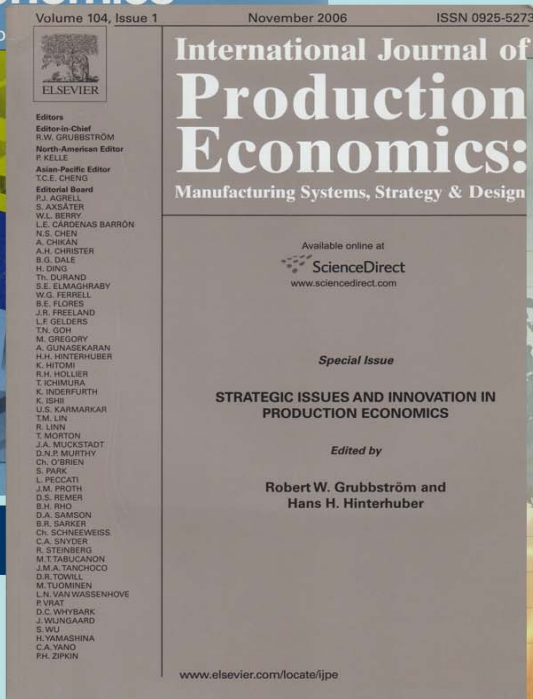 Volume 104, Issue 1 November 2006 ISSN 0925-5273
ELSEVIER
International Journal of
Production
Economics:
Manufacturing Systems, Strategy & Design
Editors
Editor-in-Chief
R.W. GRUBBSTRÖM
North-American Editor
P. KELLE
Asian-Pacific Editor
T.C.E. CHENG
Editorial Board
P.J. AGRELL
S. AXSÄTER
W.L. BERRY
L.E. CÁRDENAS BARRÓN
N.S. CHEN
A. CHIKÁN
A.H. CHRISTER
B.G. DALE
H. DING
Th. DURAND
S.E. ELMAGHRABY
W.G. FERRELL
B.E. FLORES
J.R. FREELAND
L.F. GELDERS
T.N. GOH
M. GREGORY
A. GUNASEKARAN
H.H. HINTERHUBER
K. HITOMI
R.H. HOLLIER
T. ICHIMURA
K. INDERFURTH
K. ISHII
U.S. KARMARKAR
T.M. LIN
R. LINN
T. MORTON
J.A. MUCKSTADT
D.N.P. MURTHY
Ch. O'BRIEN
S. PARK
L. PECCATI
J.M. PROTH
D.S. REMER
B.H. RHO
D.A. SAMSON
B.R. SARKER
Ch. SCHNEEWEISS
C.A. SNYDER
R. STEINBERG
M.T. TABUCANON
J.M.A. TANCHOCO
D.R. TOWILL
M. TUOMINEN
L.N. VAN WASSENHOVE
P. VRAT
D.C. WHYBARK
J. WIJNGAARD
S. WU
H. YAMASHINA
C.A. YANO
P.H. ZIPKIN
Available online at
ScienceDirect
www.sciencedirect.com
Special Issue
STRATEGIC ISSUES AND INNOVATION IN
PRODUCTION ECONOMICS
Edited by
Robert W. Grubbström and
Hans H. Hinterhuber
www.elsevier.com/locate/ijpe